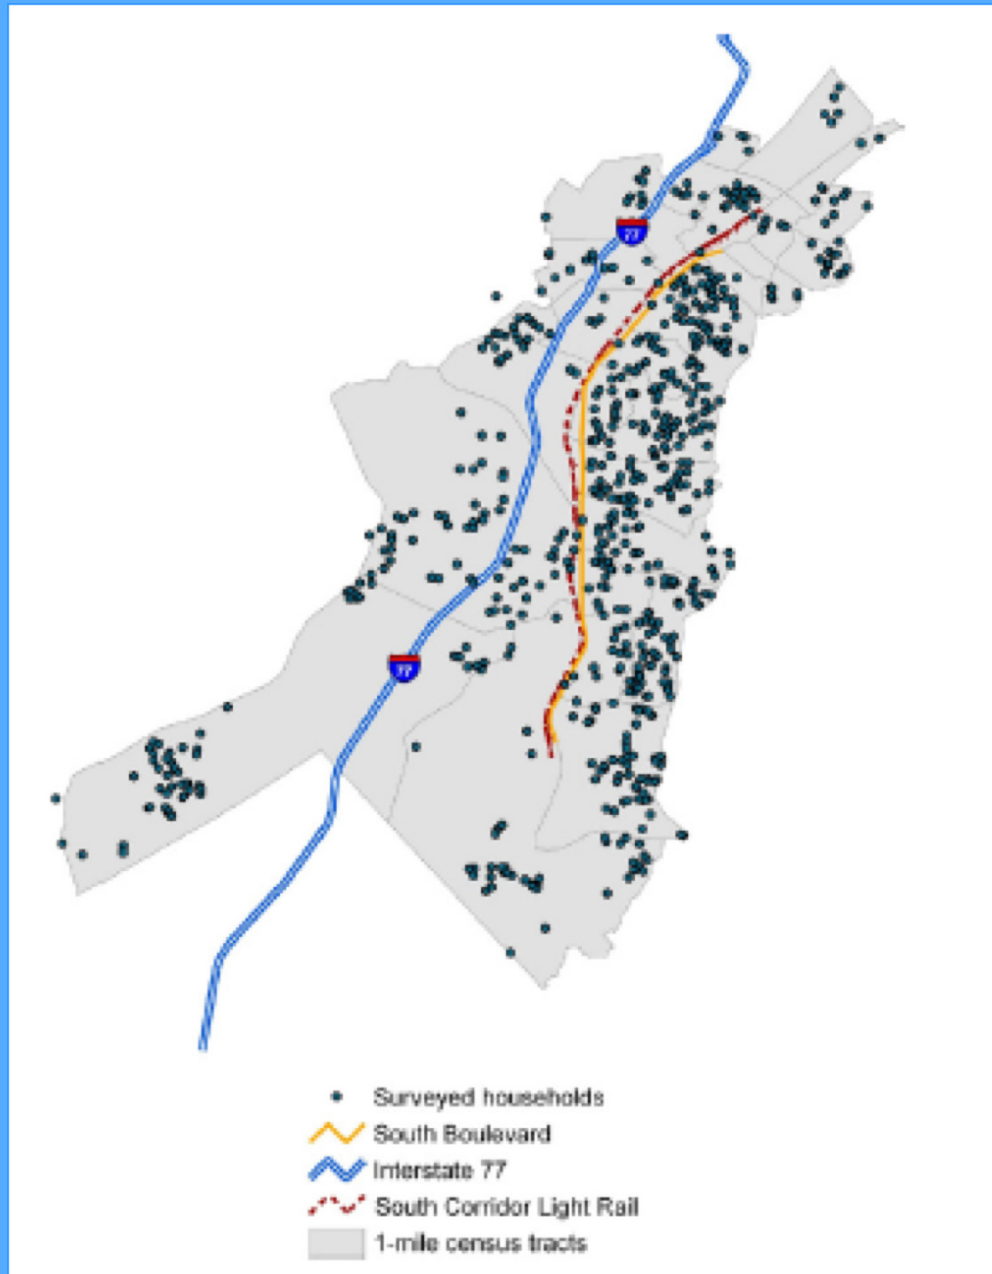 77
77
Surveyed households
South Boulevard
Interstate 77
South Corridor Light Rail
1-mile census tracts